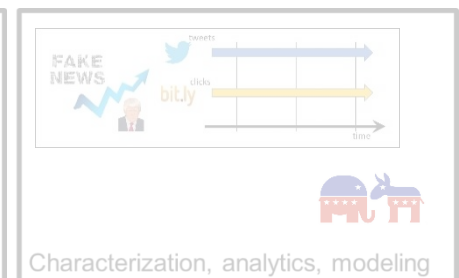 tweets
FAKE
NEWS
clicks
bit.ly
time
Characterization, analytics, modeling